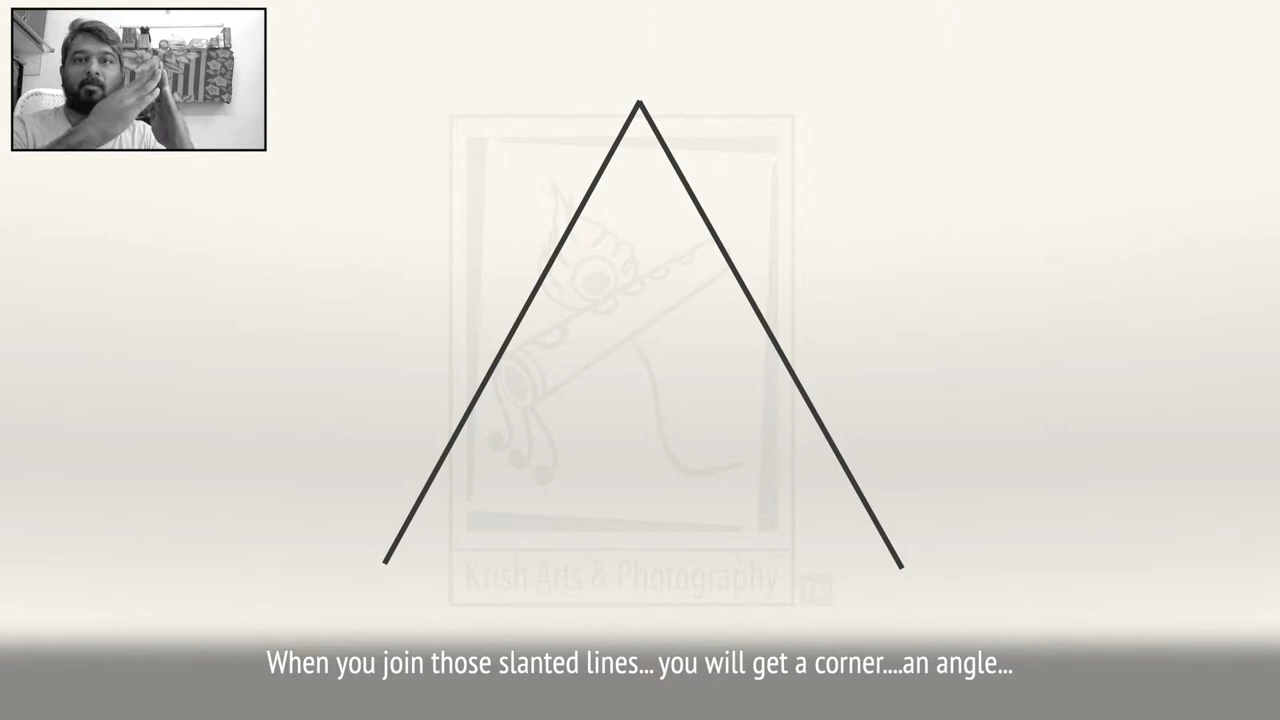 Krish Arts & Photography
When you join those slanted lines... you will get a corner....an angle...